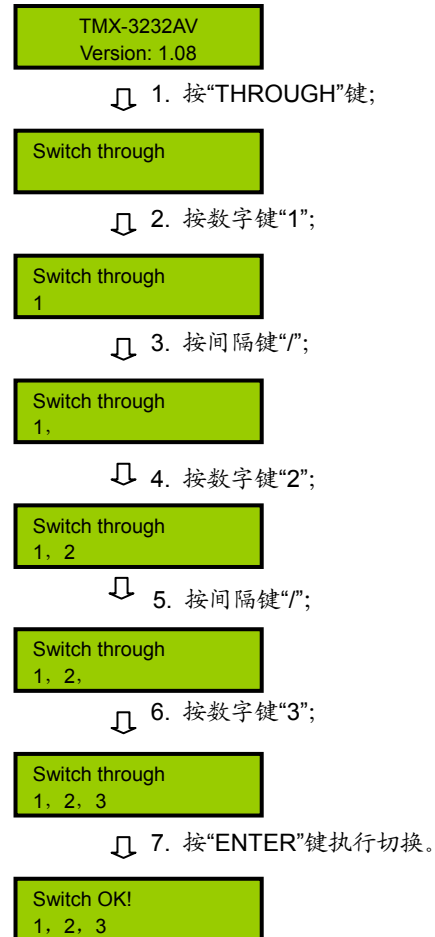 TMX-3232AV
Version: 1.08
1. 按“THROUGH”键;
Switch through
2. 按数字键“1”;
Switch through
1
3. 按间隔键“/”;
Switch through
1,
4. 按数字键“2”;
Switch through
1，2
5. 按间隔键“/”;
Switch through
1，2，
6. 按数字键“3”;
Switch through
1，2，3
7. 按“ENTER”键执行切换。
Switch OK!
1，2，3